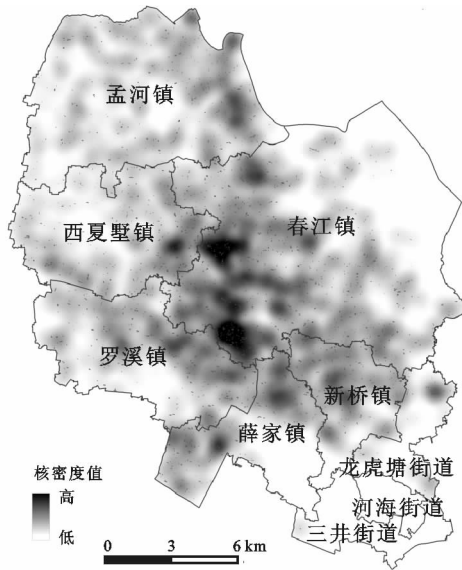 孟河镇
春江镇
西夏墅镇
罗溪镇
新桥镇
薛家镇
龙虎塘街道
河海街道
三井街道
核密度值
高
低
0 3 6 km